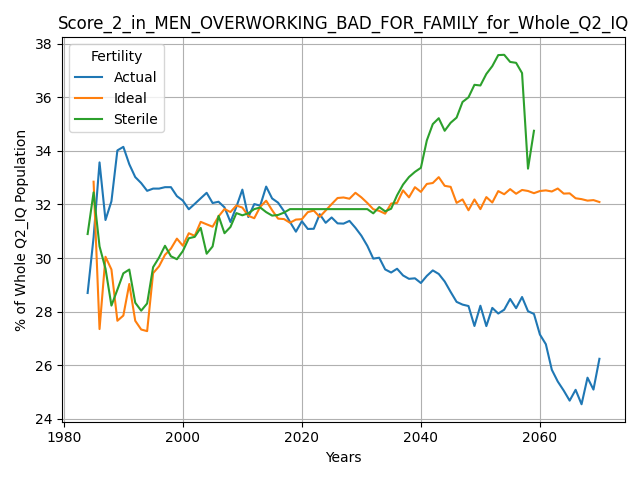 Score_2_in_MEN_OVERWORKING_BAD_FOR_FAMILY_for_Whole_Q2_IQ
38
36
34
32
30
28
26
24
% of Whole Q2_IQ Population
Fertility
Actual
Ideal
Sterile
1980
2000
2020
2040
2060
Years